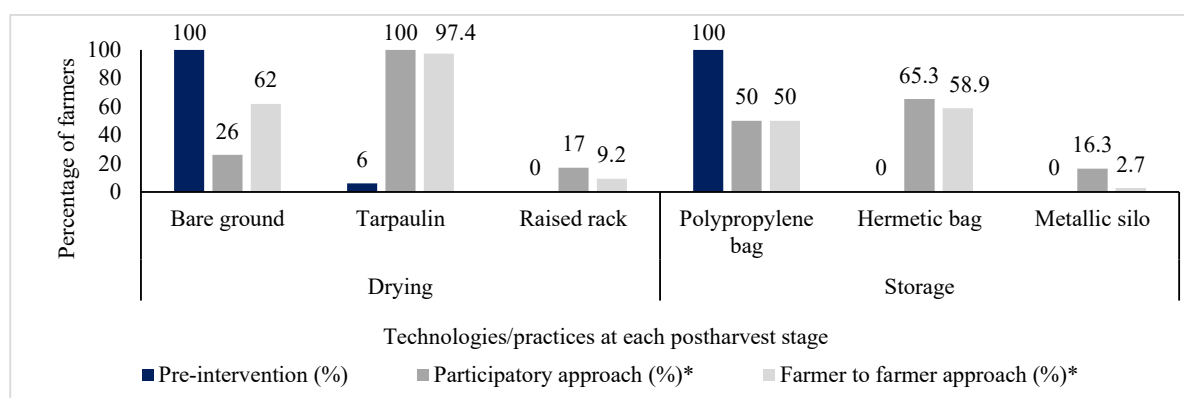 Percentage of farmers
100
80
60
40
20
0
100
26
62
6
100
97.4
0
17
9.2
100
50
50
0
65.3
58.9
0
16.3
2.7
Bare ground
Tarpaulin
Raised rack
Polypropylene
bag
Hermetic bag
Metallic silo
Drying
Storage
Technologies/practices at each postharvest stage
Pre-intervention (%)
Participatory approach (%)*
Farmer to farmer approach (%)*